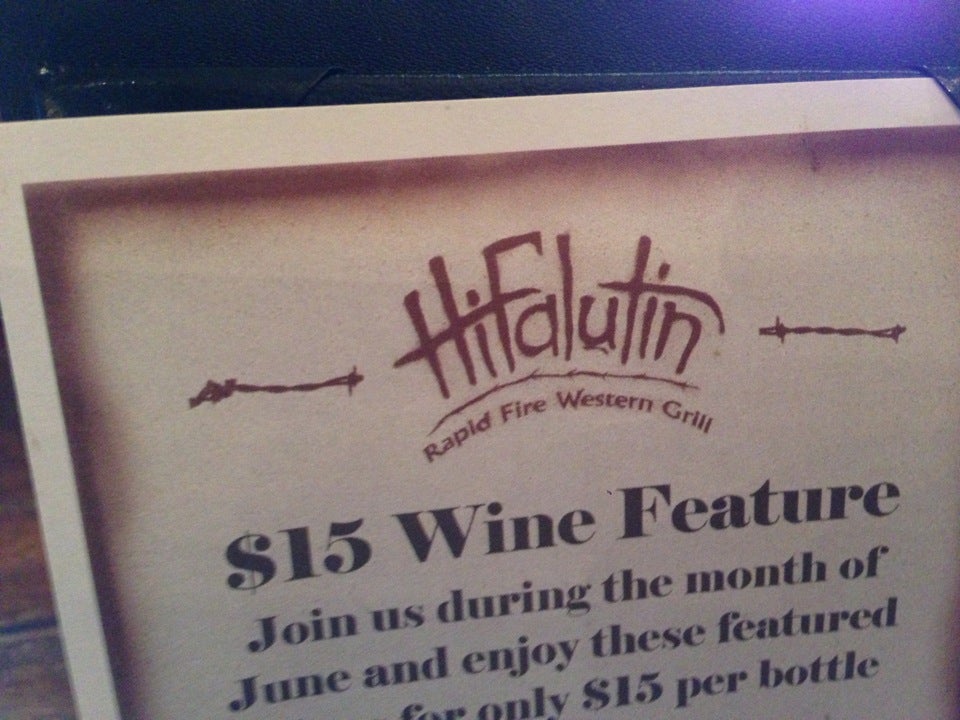 HiFalutin
Rapid Fire Western Grill
$15 Wine Feature
Join us during the month of
June and enjoy these featured
for only $15 per bottle